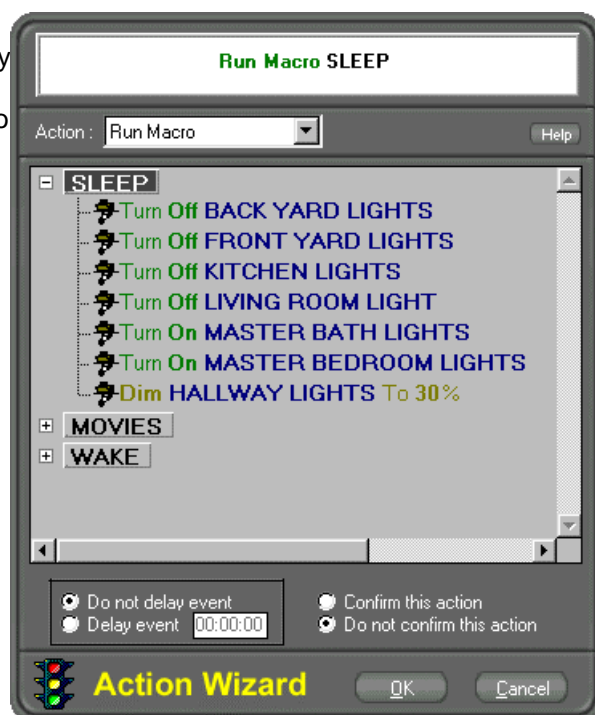 y
o
Run Macro SLEEP
Action : Run Macro
Help
SLEEP
Turn Off BACK YARD LIGHTS
Turn Off FRONT YARD LIGHTS
Turn Off KITCHEN LIGHTS
Turn Off LIVING ROOM LIGHT
Turn On MASTER BATH LIGHTS
Turn On MASTER BEDROOM LIGHTS
Dim HALLWAY LIGHTS To 30%
MOVIES
WAKE
Do not delay event
Delay event 00:00:00
Confirm this action
Do not confirm this action
Action Wizard
OK
Cancel